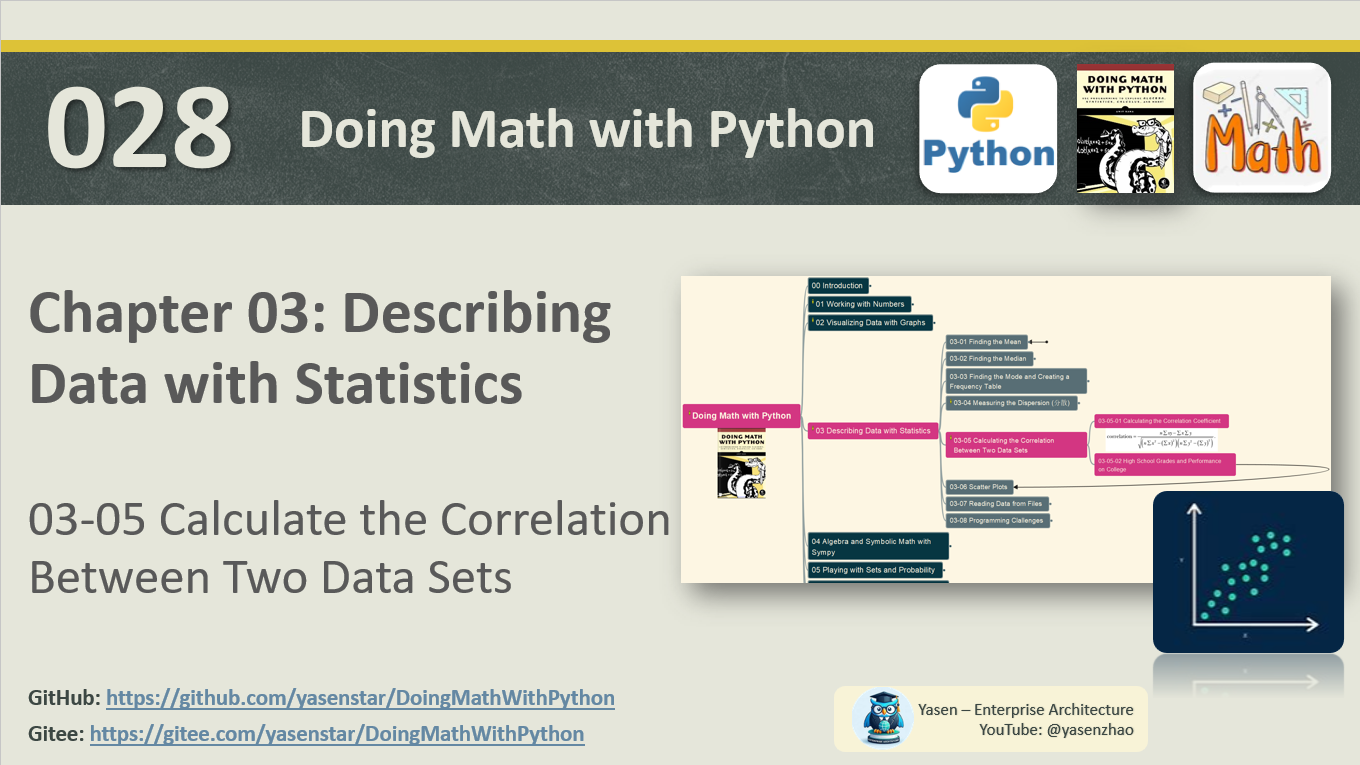 028
Doing Math with Python
Python
DOING MATH
WITH PYTHON
Math
Chapter 03: Describing
Data with Statistics
03-05 Calculate the Correlation
Between Two Data Sets
Doing Math with Python
DOING MATH
WITH PYTHON
00 Introduction
01 Working with Numbers
02 Visualizing Data with Graphs
03 Describing Data with Statistics
03-01 Finding the Mean
03-02 Finding the Median
03-03 Finding the Mode and Creating a
Frequency Table
03-04 Measuring the Dispersion (分散)
03-05 Calculating the Correlation
Between Two Data Sets
03-05-01 Calculating the Correlation Coefficient
correlation =
03-05-02 High School Grades and Performance
on College
03-06 Scatter Plots
03-07 Reading Data from Files
03-08 Programming Clallenges
04 Algebra and Symbolic Math with
Sympy
05 Playing with Sets and Probability
Y
X
GitHub: https://github.com/yasenstar/DoingMathWithPython
Gitee: https://gitee.com/yasenstar/DoingMathWithPython
Yasen – Enterprise Architecture
YouTube: @yasenzhao